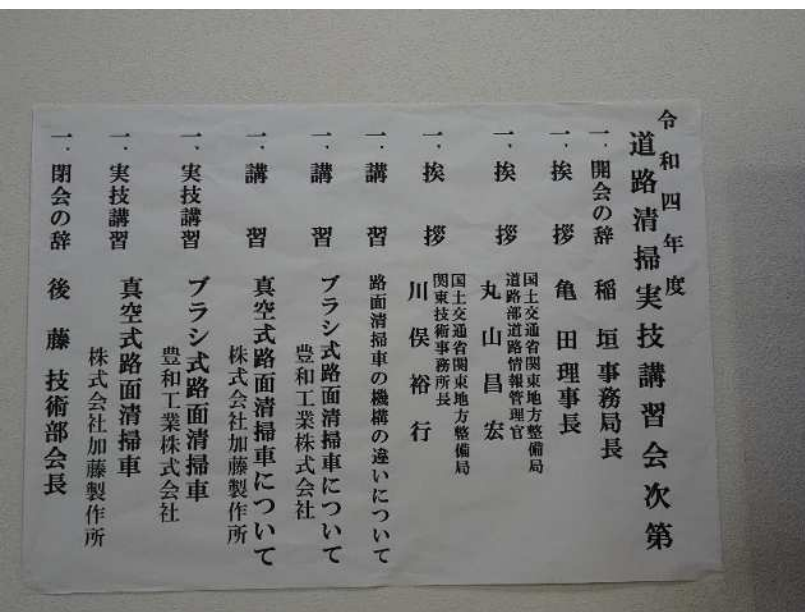 令和四年度
道路清掃実技講習会次第
一.開会の辞 稲垣事務局長
一.挨拶 亀田理事長
一.挨拶 国土交通省関東地方整備局
道路部道路情報管理官
丸山昌宏
一.挨拶 国土交通省関東地方整備局
関東技術事務所長
川俣裕行
一.講習 路面清掃車の機構の違いについて
一.講習 ブラシ式路面清掃車について
豊和工業株式会社
一.講習 真空式路面清掃車について
株式会社加藤製作所
一.実技講習 ブラシ式路面清掃車
豊和工業株式会社
一.実技講習 真空式路面清掃車
株式会社加藤製作所
一.閉会の辞 後藤技術部会長